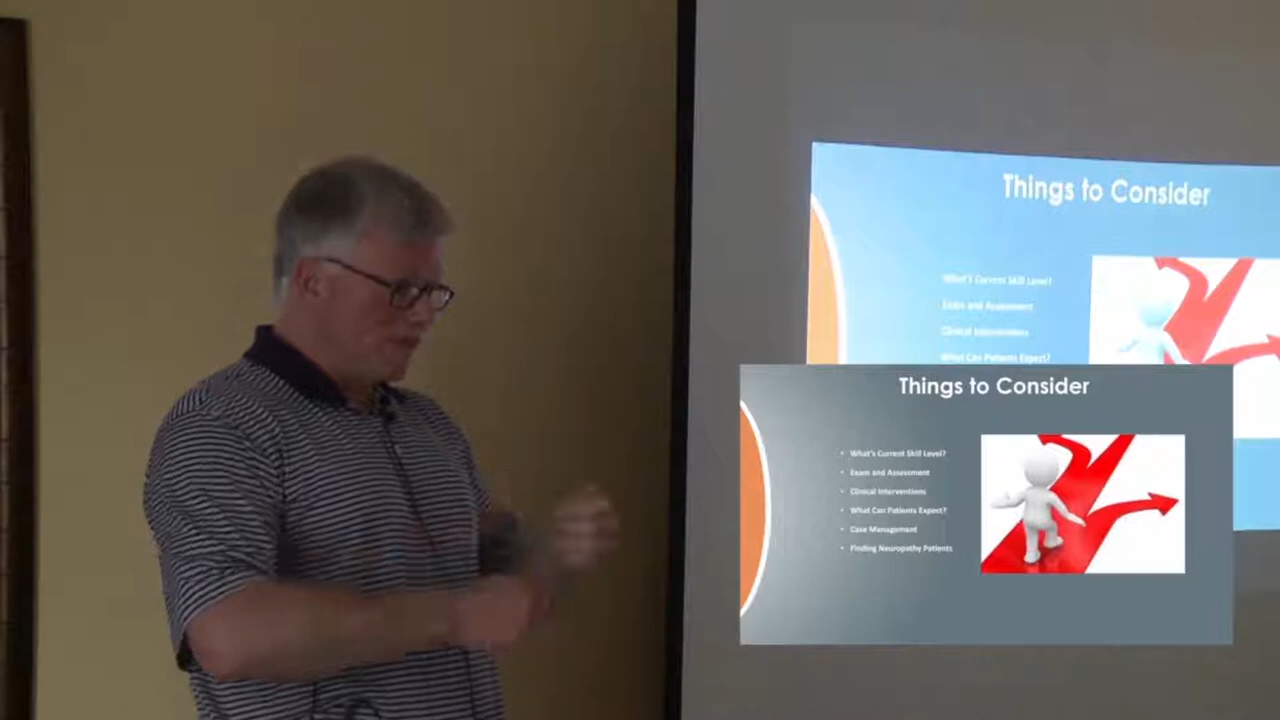 Things to Consider
What's Current Skill Level?
Exam and Assessment
Clinical Interventions
What Can Patients Expect?
Things to Consider
• What's Current Skill Level?
• Exam and Assessment
• Clinical Interventions
• What Can Patients Expect?
• Case Management
• Finding Neuropathy Patients